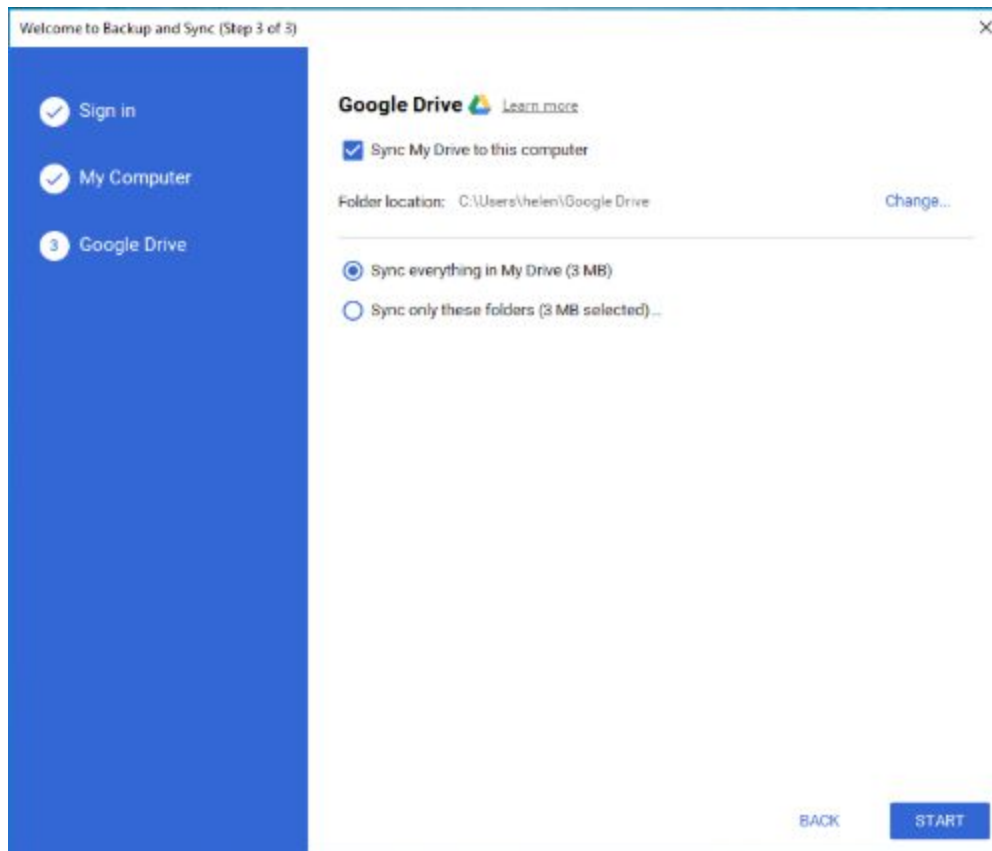 Welcome to Backup and Sync (Step 3 of 3)
Sign in
My Computer
3 Google Drive
Google Drive Learn more
Sync My Drive to this computer
Folder location: C:\Users\helen\Google Drive Change...
Sync everything in My Drive (3 MB)
Sync only these folders (3 MB selected)...
BACK START